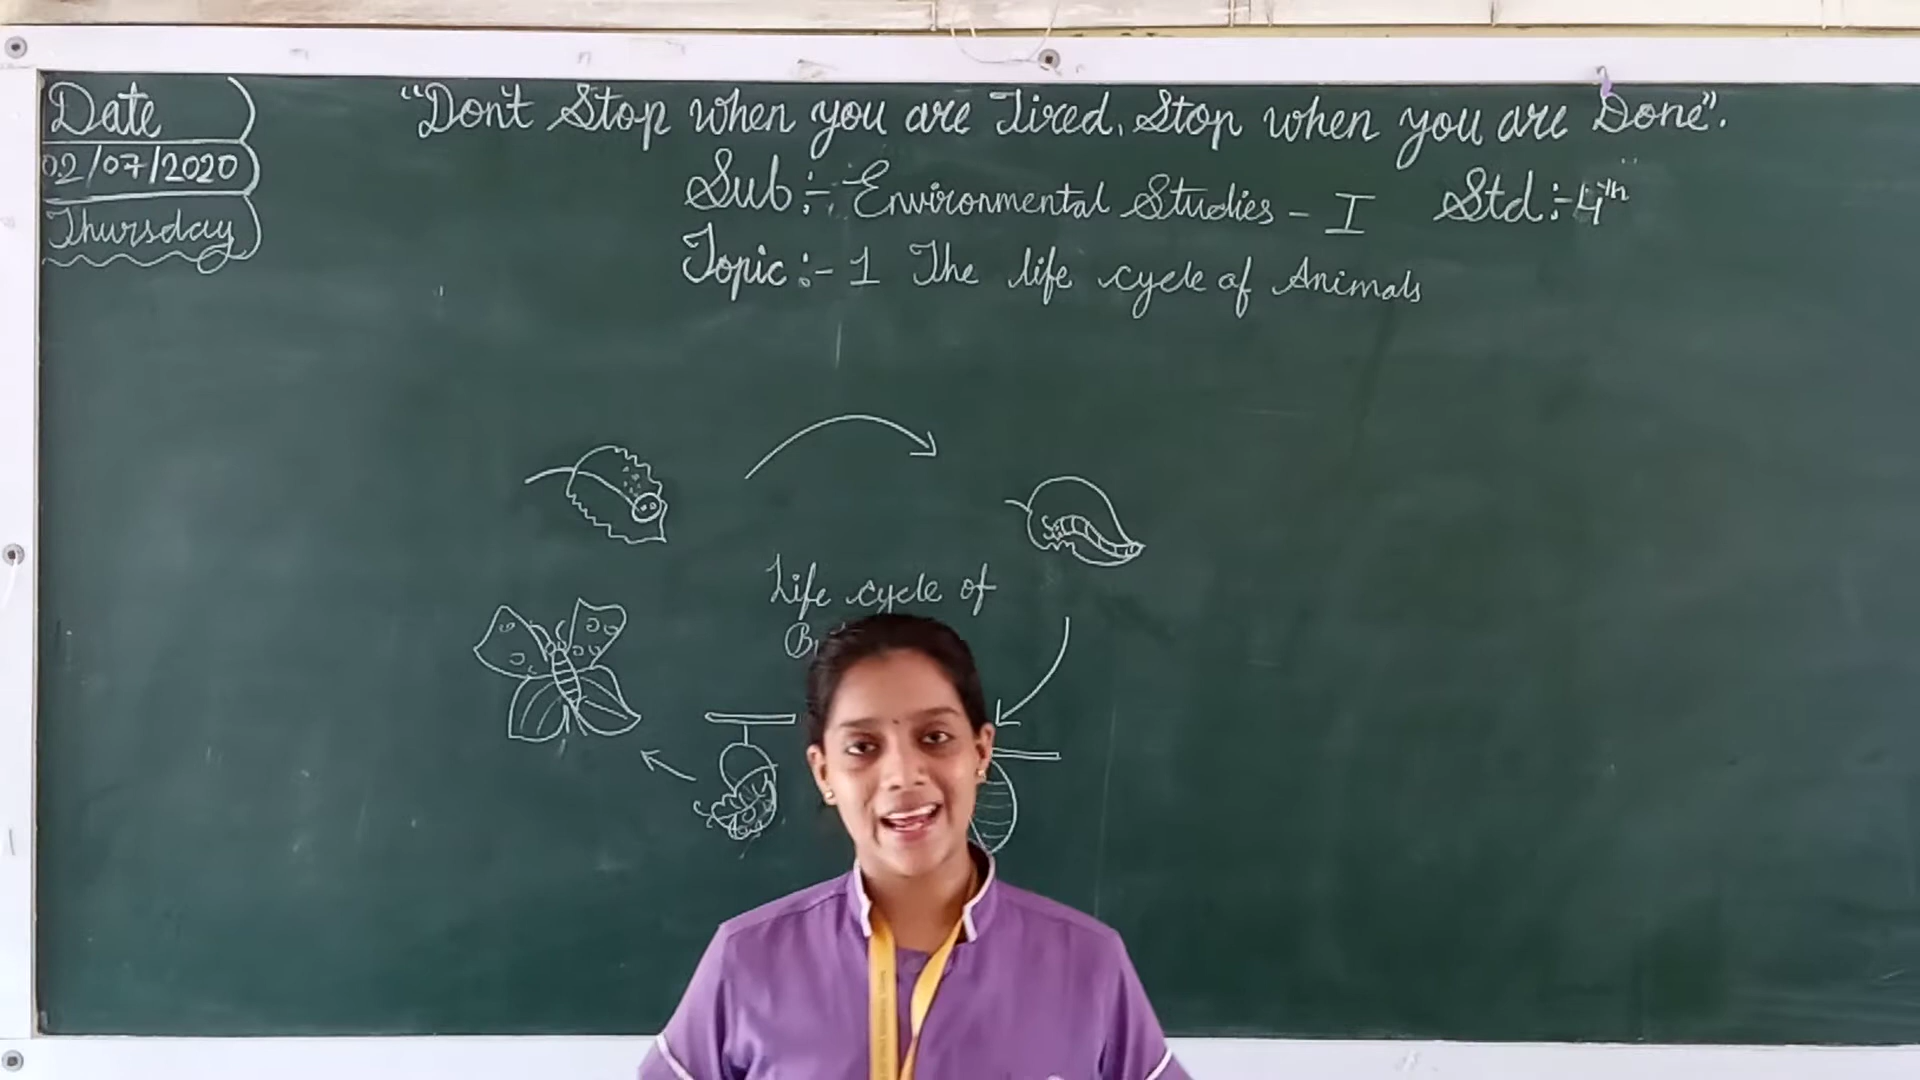 Date
02/07/2020
Thursday
"Don't Stop when you are Tired, Stop when you are Done".
Sub:- Environmental Studies - I Std:- 4th
Topic:- 1 The life cycle of Animals
Life cycle of